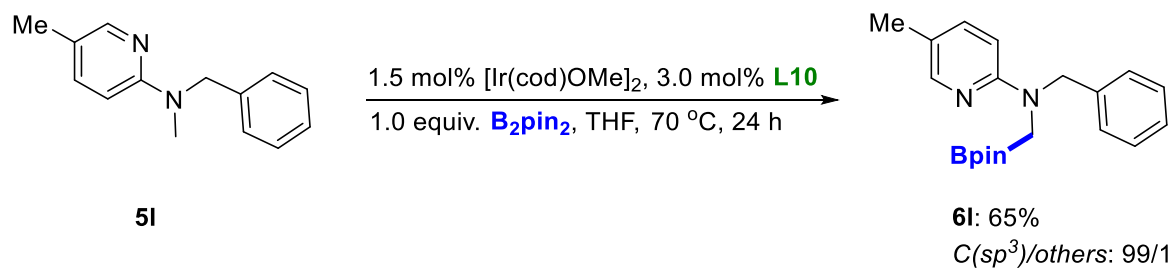 Me
N
N
5l
1.5 mol% [Ir(cod)OMe]2, 3.0 mol% L10
1.0 equiv. B2pin2, THF, 70 oC, 24 h
Me
N
N
Bpin
6l: 65%
C(sp3)/others: 99/1